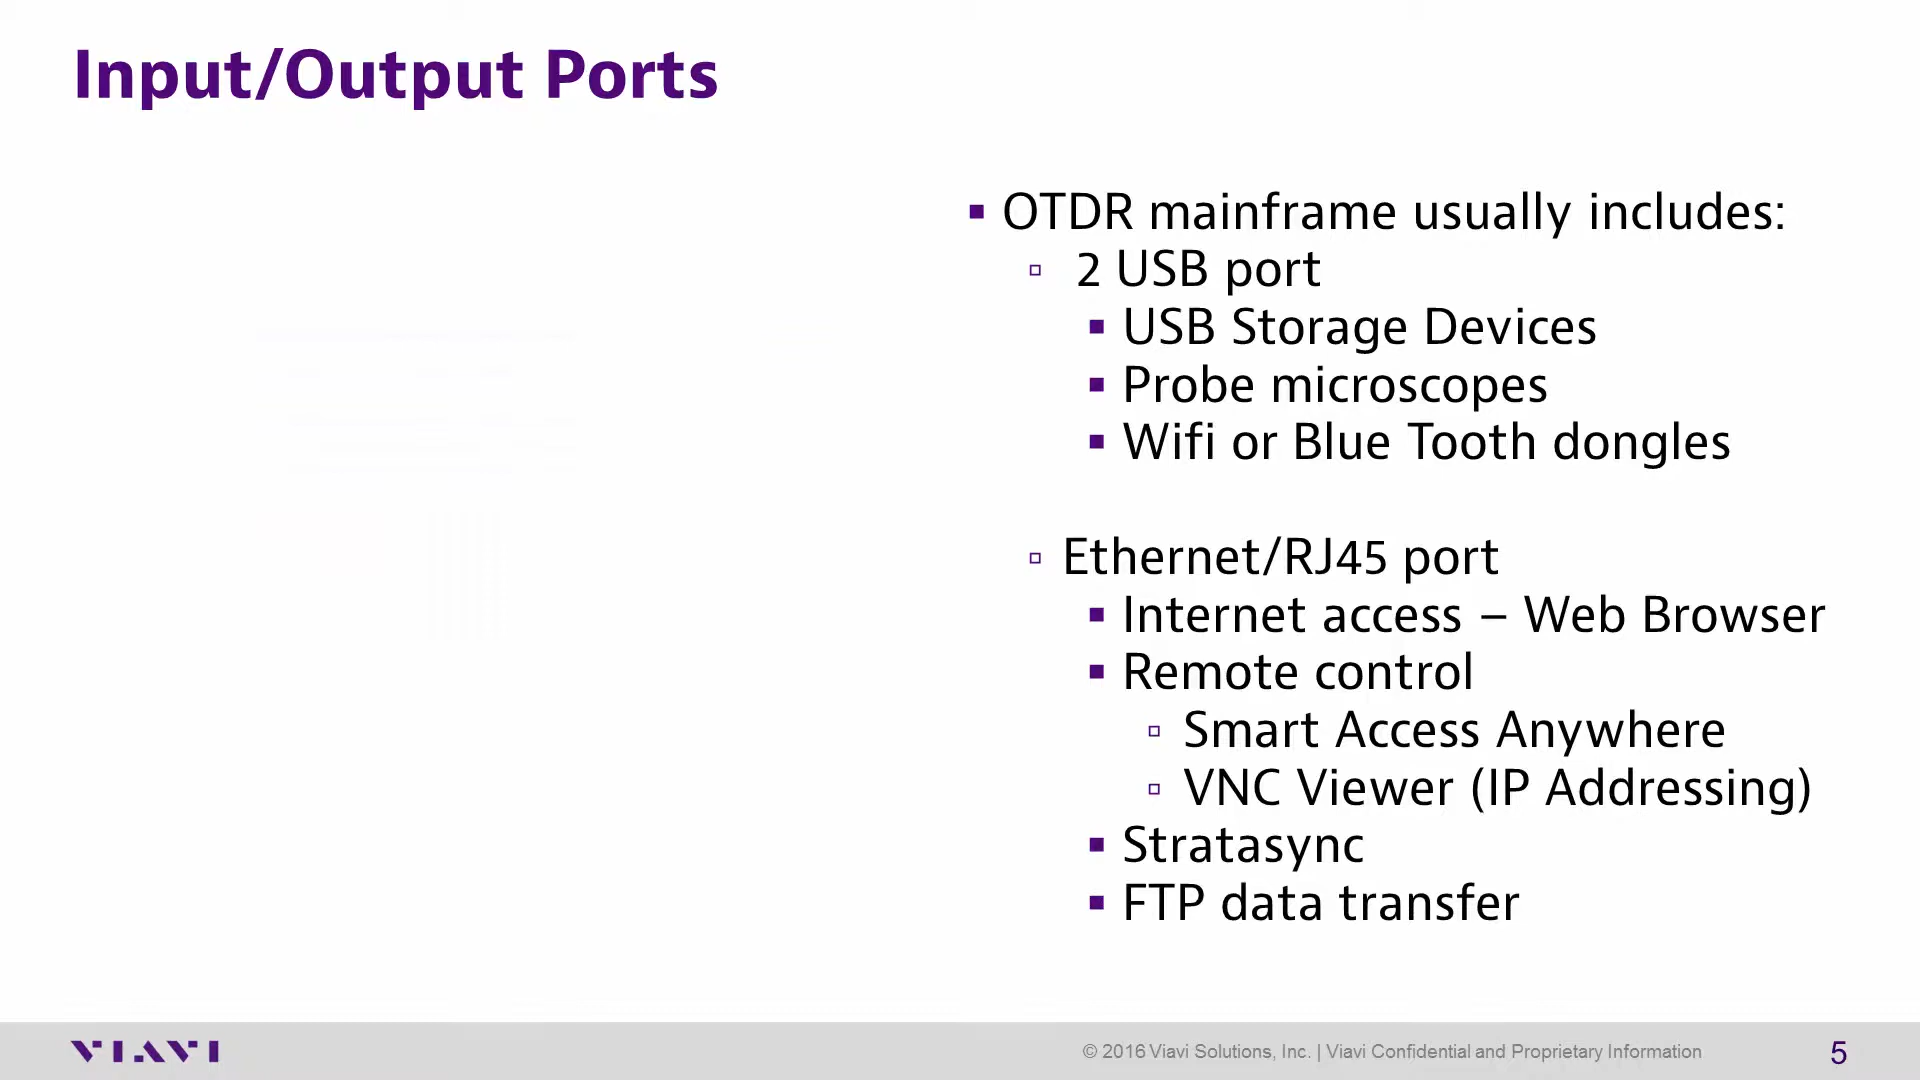 Input/Output Ports
OTDR mainframe usually includes:
2 USB port
USB Storage Devices
Probe microscopes
Wifi or Blue Tooth dongles
Ethernet/RJ45 port
Internet access – Web Browser
Remote control
Smart Access Anywhere
VNC Viewer (IP Addressing)
Stratasync
FTP data transfer
VIAVI
© 2016 Viavi Solutions, Inc. | Viavi Confidential and Proprietary Information
5